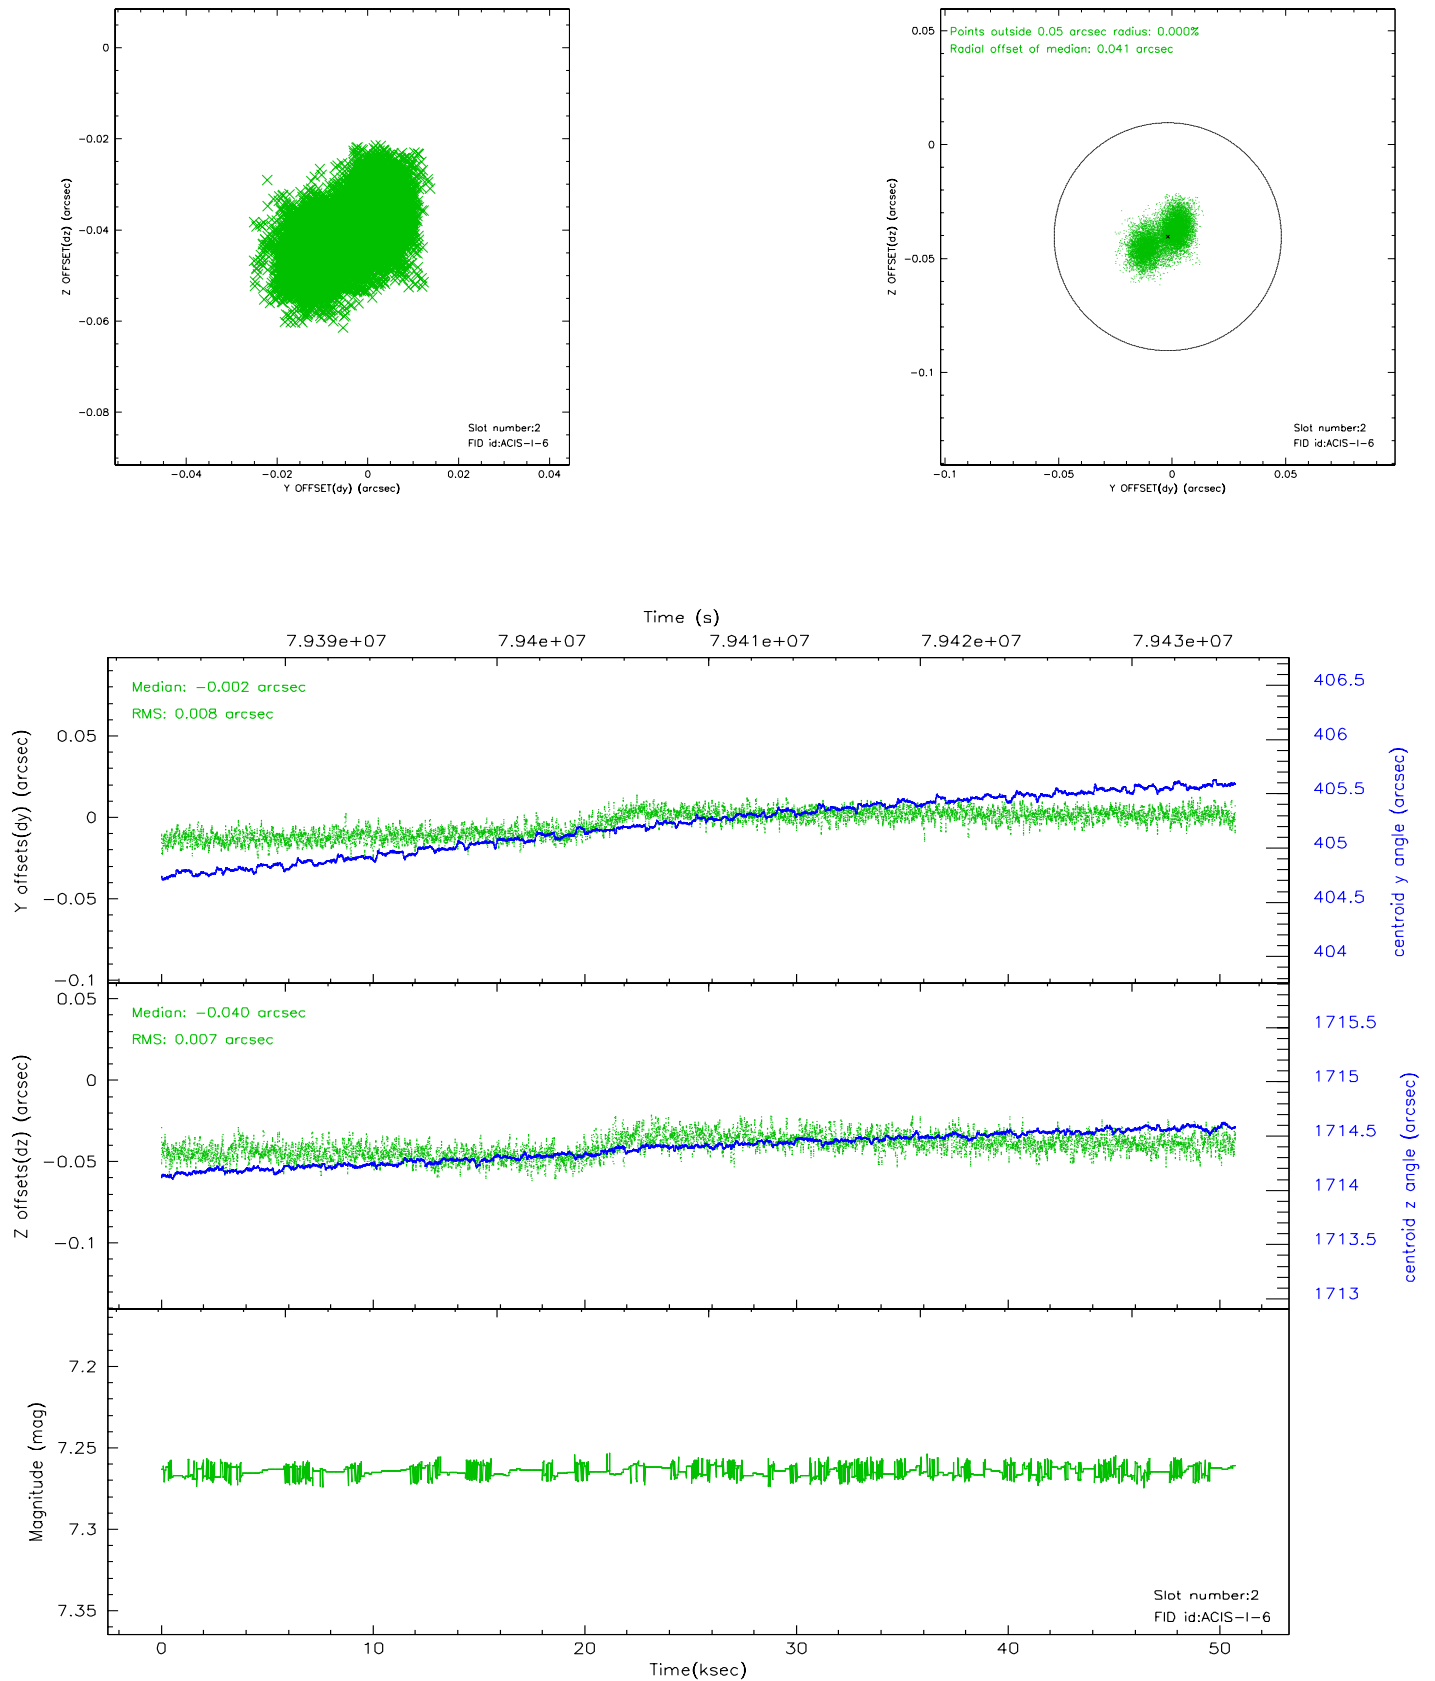 0
−0.02
−0.04
−0.06
−0.08
Z OFFSET(dz) (arcsec)
Slot number:2
FID id:ACIS−I−6
−0.04 −0.02 0 0.02 0.04
Y OFFSET(dy) (arcsec)
Points outside 0.05 arcsec radius: 0.000%
Radial offset of median: 0.041 arcsec
0.05
0
−0.05
−0.1
Z OFFSET(dz) (arcsec)
Slot number:2
FID id:ACIS−I−6
−0.1 −0.05 0 0.05
Y OFFSET(dy) (arcsec)
Time (s)
7.939e+07 7.94e+07 7.941e+07 7.942e+07 7.943e+07
Median: −0.002 arcsec
RMS: 0.008 arcsec
0.05
0
−0.05
−0.1
Y offsets(dy) (arcsec)
406.5
406
405.5
405
404.5
404
centroid y angle (arcsec)
Median: −0.040 arcsec
RMS: 0.007 arcsec
0.05
0
−0.05
−0.1
Z offsets(dz) (arcsec)
1715.5
1715
1714.5
1714
1713.5
1713
centroid z angle (arcsec)
7.2
7.25
7.3
7.35
Magnitude (mag)
Slot number:2
FID id:ACIS−I−6
0 10 20 30 40 50
Time(ksec)